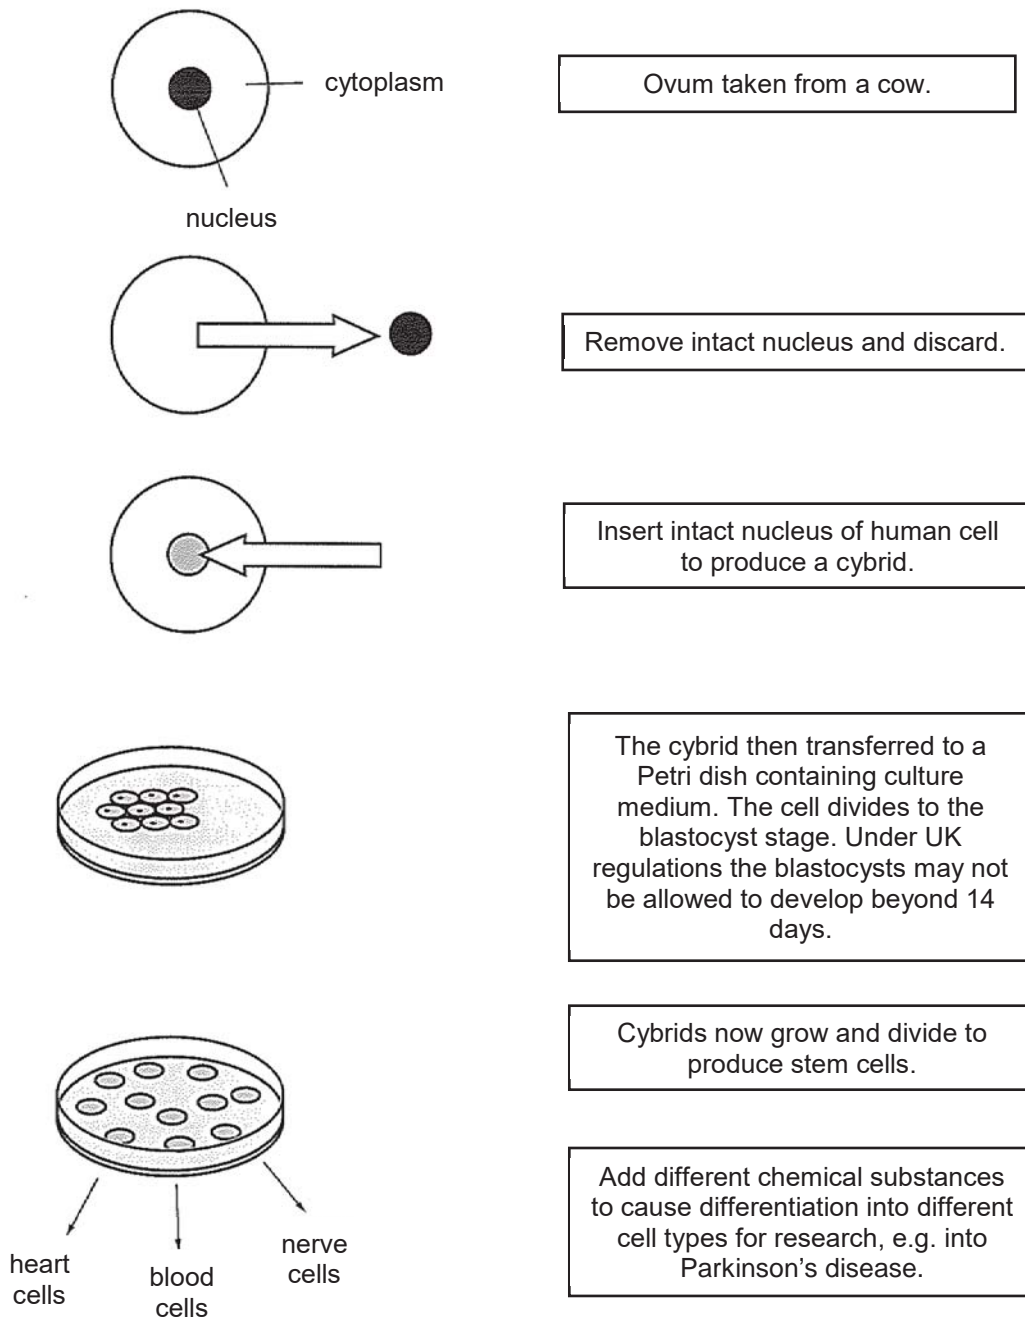 cytoplasm
Ovum taken from a cow.
nucleus
Remove intact nucleus and discard.
Insert intact nucleus of human cell
to produce a cybrid.
The cybrid then transferred to a
Petri dish containing culture
medium. The cell divides to the
blastocyst stage. Under UK
regulations the blastocysts may not
be allowed to develop beyond 14
days.
Cybrids now grow and divide to
produce stem cells.
Add different chemical substances
to cause differentiation into different
cell types for research, e.g. into
Parkinson’s disease.
heart
cells
blood
cells
nerve
cells